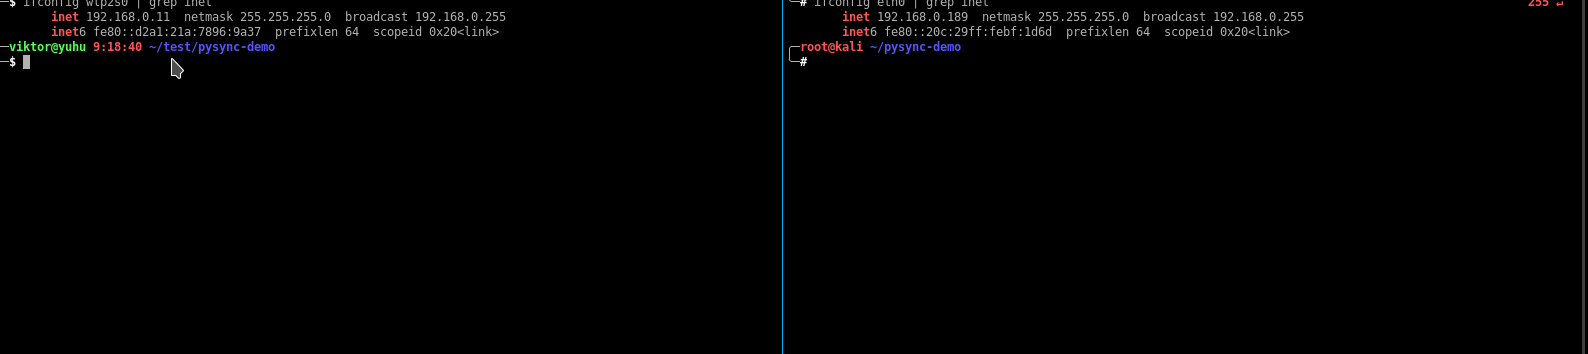 $ ifconfig wlp2s0 | grep inet
inet 192.168.0.11 netmask 255.255.255.0 broadcast 192.168.0.255
inet6 fe80::d2a1:21a:7896:9a37 prefixlen 64 scopeid 0x20<link>
viktor@yuhu 9:18:40 ~/test/pysync-demo
$
# ifconfig eth0 | grep inet 255 ↵
inet 192.168.0.189 netmask 255.255.255.0 broadcast 192.168.0.255
inet6 fe80::20c:29ff:febf:1d6d prefixlen 64 scopeid 0x20<link>
root@kali ~/pysync-demo
#